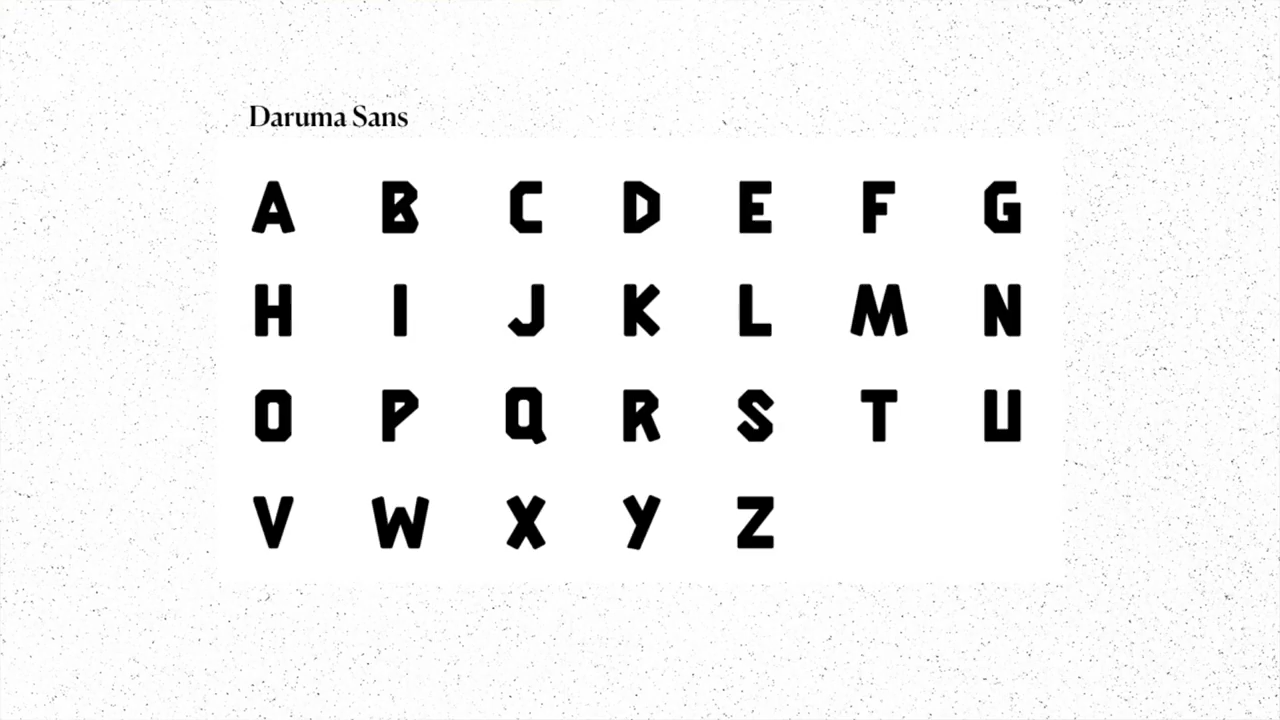 Daruma Sans
A B C D E F G
H I J K L M N
O P Q R S T U
V W X Y Z